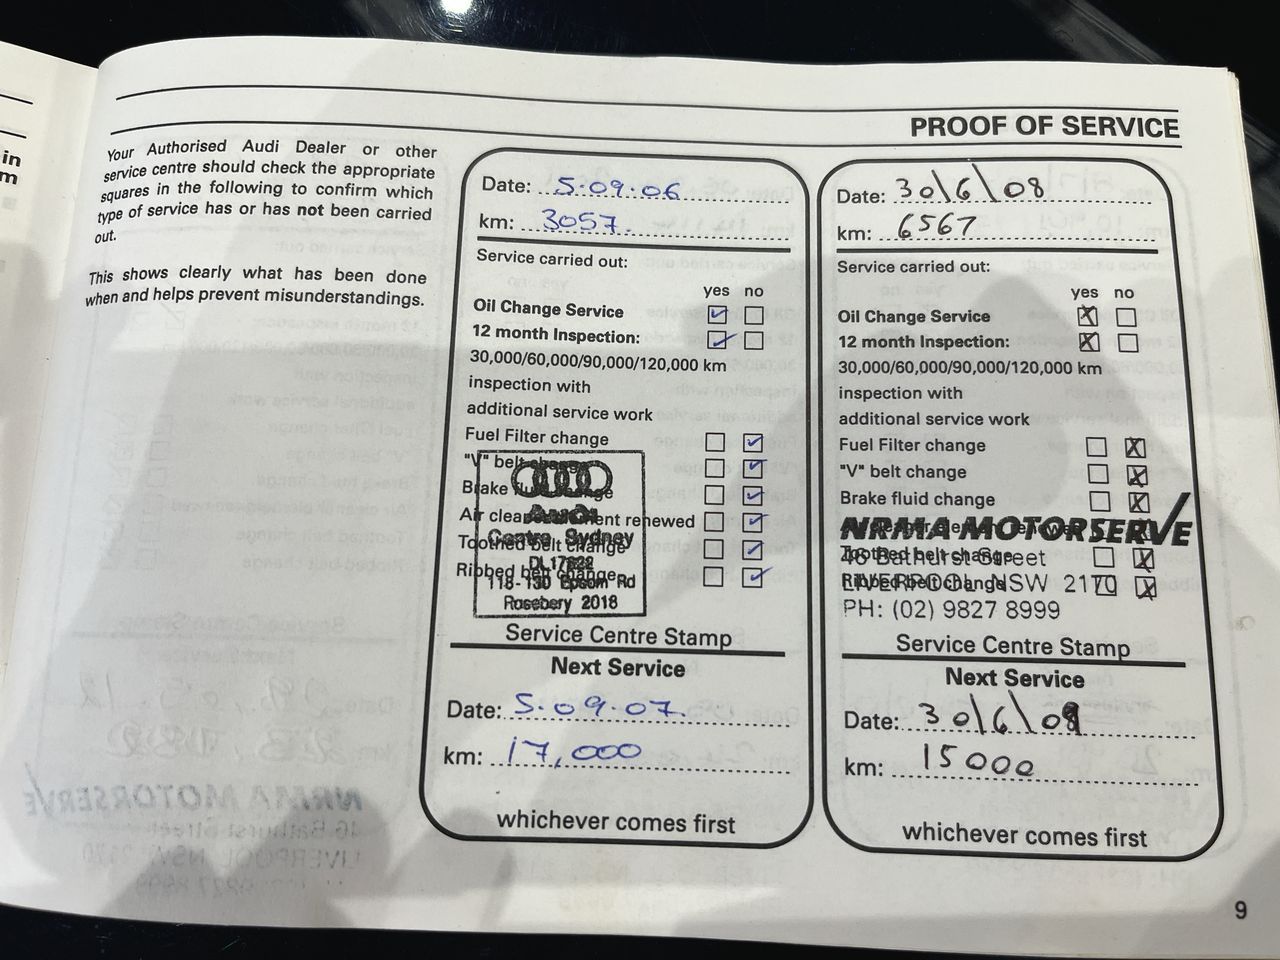 in
m
PROOF OF SERVICE
Your Authorised Audi Dealer or other
service centre should check the appropriate
squares in the following to confirm which
type of service has or has not been carried
out.
This shows clearly what has been done
when and helps prevent misunderstandings.
Date: 5.09.06
km: 3057.
Service carried out:
yes no
Oil Change Service
12 month Inspection:
30,000/60,000/90,000/120,000 km
inspection with
additional service work
Fuel Filter change
"V" belt change
Brake fluid change
Air cleaner element renewed
Toothed belt change
Ribbed belt change
Audi
Centre Sydney
118-130 Epsom Rd
Rosebery 2018
Service Centre Stamp
Next Service
Date: 5.09.07.
km: 17,000
whichever comes first
Date: 30/6/08
km: 6567
Service carried out:
yes no
Oil Change Service
12 month Inspection:
30,000/60,000/90,000/120,000 km
inspection with
additional service work
Fuel Filter change
"V" belt change
Brake fluid change
Toothed belt change
Ribbed belt change
NRMA MOTORSERVE
46 Bathurst Street
LIVERPOOL NSW 2170
PH: (02) 9827 8999
Service Centre Stamp
Next Service
Date: 30/6/09
km: 15000
whichever comes first
9